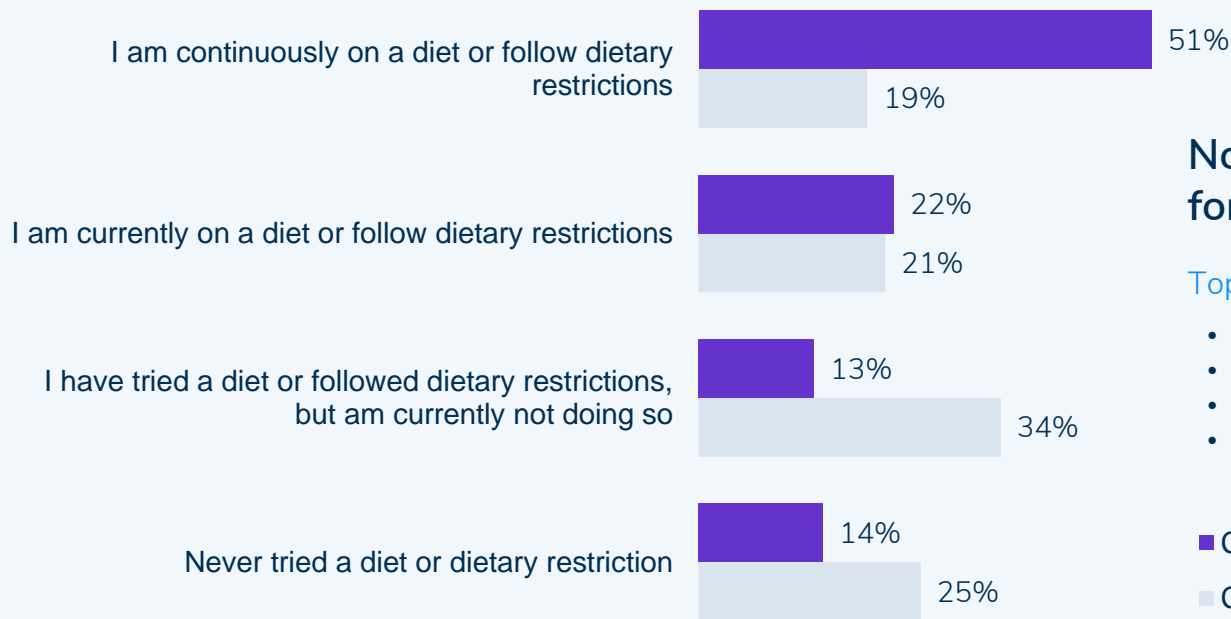 I am continuously on a diet or follow dietary
restrictions
51%
19%
I am currently on a diet or follow dietary restrictions
22%
21%
I have tried a diet or followed dietary restrictions,
but am currently not doing so
13%
34%
Never tried a diet or dietary restriction
14%
25%